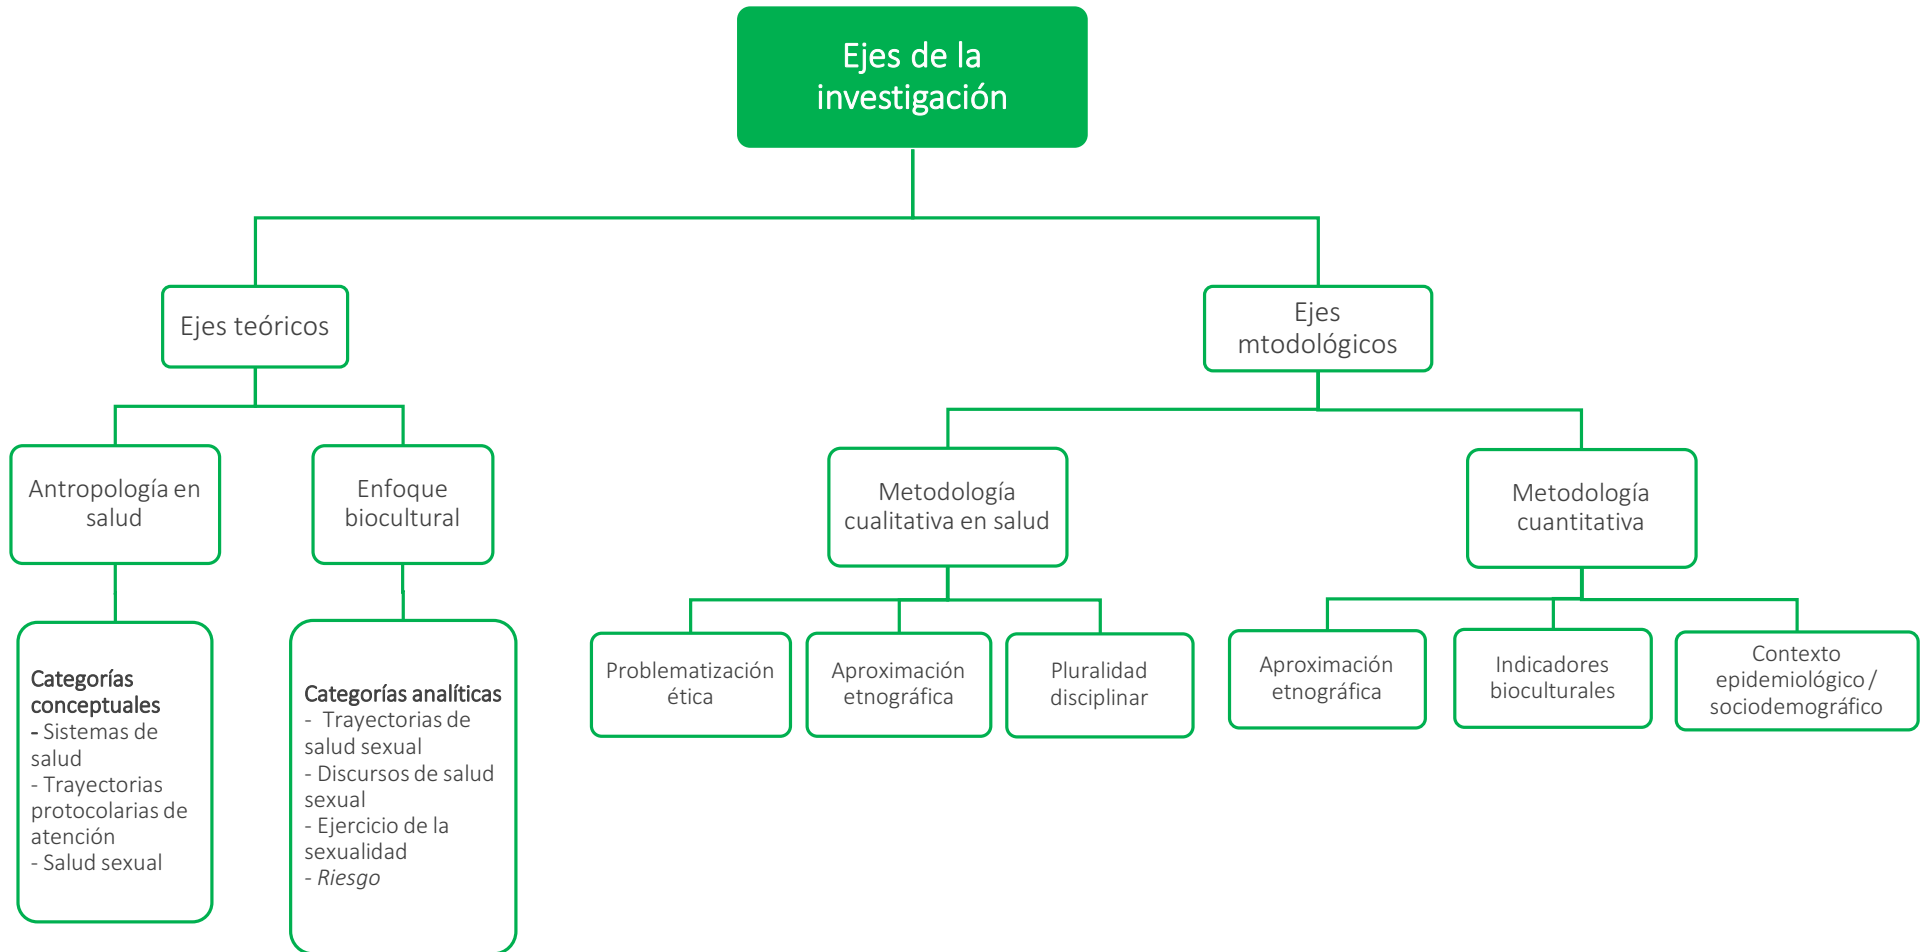 Ejes de la
investigación
Ejes teóricos
Ejes
mtodológicos
Antropología en
salud
Enfoque
biocultural
Metodología
cualitativa en salud
Metodología
cuantitativa
Categorías
conceptuales
- Sistemas de
salud
- Trayectorias
protocolarias de
atención
- Salud sexual
Categorías analíticas
- Trayectorias de
salud sexual
- Discursos de salud
sexual
- Ejercicio de la
sexualidad
- Riesgo
Problematización
ética
Aproximación
etnográfica
Pluralidad
disciplinar
Aproximación
etnográfica
Indicadores
bioculturales
Contexto
epidemiológico /
sociodemográfico